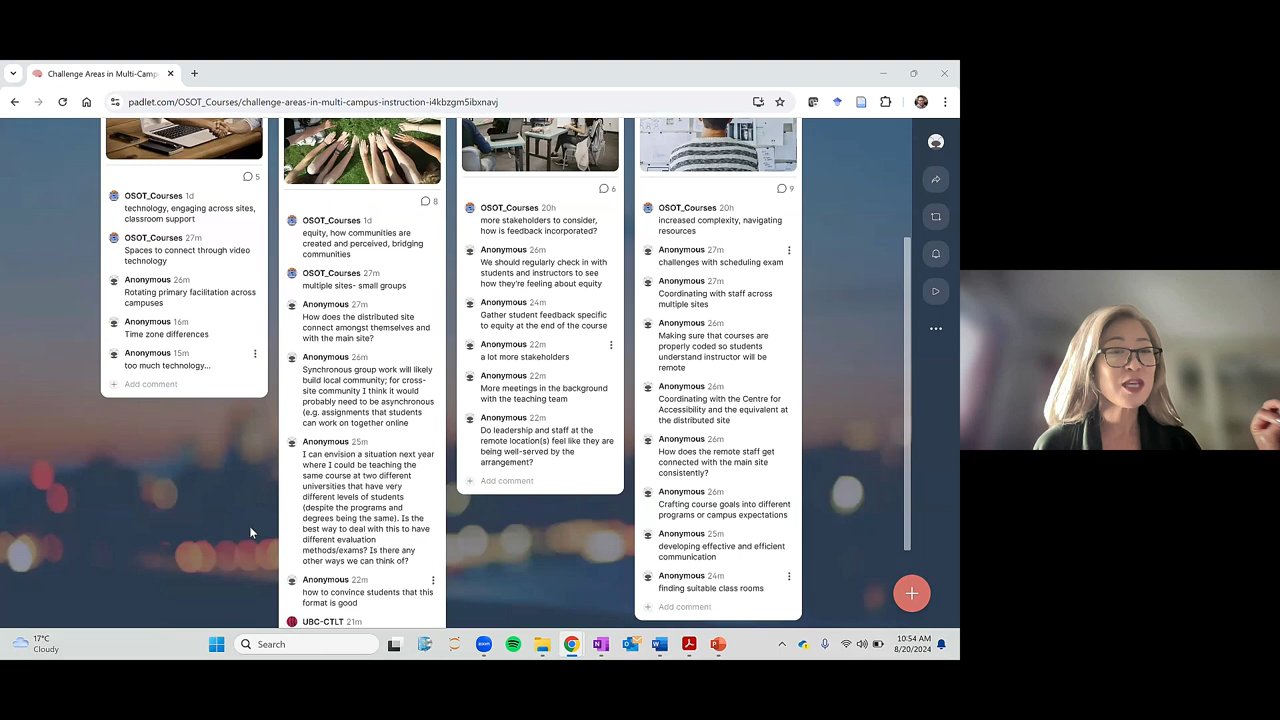 Challenge Areas in Multi-Camp
padlet.com/OSOT_Courses/challenge-areas-in-multi-campus-instruction-i4kbzgm5ibxnavj
5
OSOT_Courses 1d
technology, engaging across sites,
classroom support
OSOT_Courses 27m
Spaces to connect through video
technology
Anonymous 26m
Rotating primary facilitation across
campuses
Anonymous 16m
Time zone differences
Anonymous 15m
too much technology...
Add comment
8
OSOT_Courses 1d
equity, how communities are
created and perceived, bridging
communities
OSOT_Courses 27m
multiple sites- small groups
Anonymous 27m
How does the distributed site
connect amongst themselves and
with the main site?
Anonymous 26m
Synchronous group work will likely
build local community; for cross-
site community I think it would
probably need to be asynchronous
(e.g. assignments that students
can work on together online
Anonymous 25m
I can envision a situation next year
where I could be teaching the
same course at two different
universities that have very
different levels of students
(despite the programs and
degrees being the same). Is the
best way to deal with this to have
different evaluation
methods/exams? Is there any
other ways we can think of?
Anonymous 22m
how to convince students that this
format is good
UBC-CTLT 21m
6
OSOT_Courses 20h
more stakeholders to consider,
how is feedback incorporated?
Anonymous 26m
We should regularly check in with
students and instructors to see
how they're feeling about equity
Anonymous 24m
Gather student feedback specific
to equity at the end of the course
Anonymous 22m
a lot more stakeholders
Anonymous 22m
More meetings in the background
with the teaching team
Anonymous 22m
Do leadership and staff at the
remote location(s) feel like they are
being well-served by the
arrangement?
Add comment
9
OSOT_Courses 20h
increased complexity, navigating
resources
Anonymous 27m
challenges with scheduling exam
Anonymous 27m
Coordinating with staff across
multiple sites
Anonymous 26m
Making sure that courses are
properly coded so students
understand instructor will be
remote
Anonymous 26m
Coordinating with the Centre for
Accessibility and the equivalent at
the distributed site
Anonymous 26m
How does the remote staff get
connected with the main site
consistently?
Anonymous 26m
Crafting course goals into different
programs or campus expectations
Anonymous 25m
developing effective and efficient
communication
Anonymous 24m
finding suitable class rooms
Add comment
17°C
Cloudy
Search
10:54 AM
8/20/2024